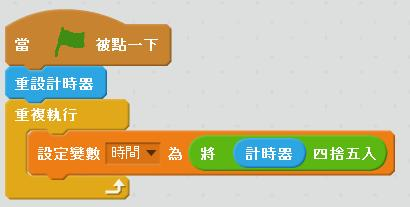 當 被點一下
重設計時器
重複執行
設定變數 時間 為 將 計時器 四捨五入